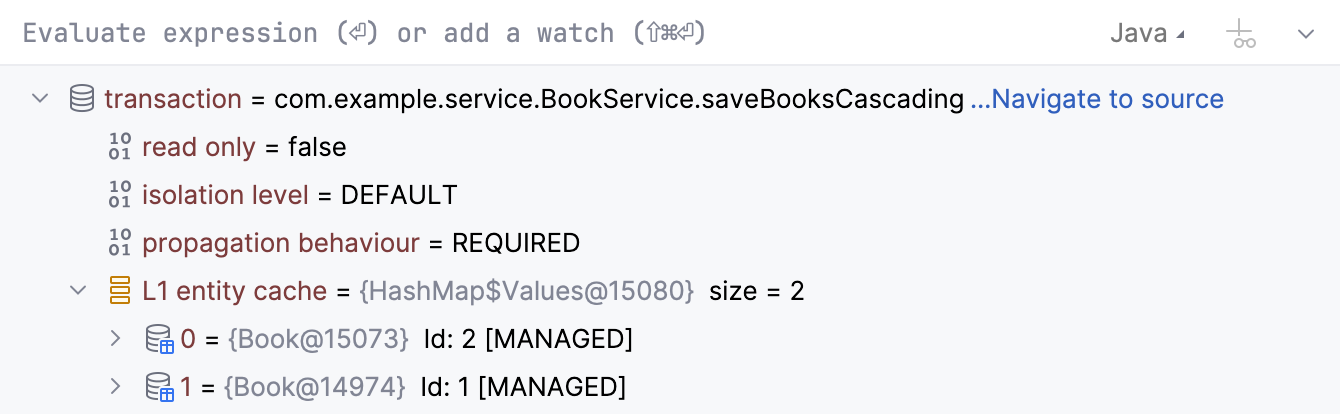 Evaluate expression (⏎) or add a watch (⇧⌘⏎) Java
transaction = com.example.service.BookService.saveBooksCascading ...Navigate to source
10 01 read only = false
10 01 isolation level = DEFAULT
10 01 propagation behaviour = REQUIRED
L1 entity cache = {HashMap$Values@15080} size = 2
0 = {Book@15073} Id: 2 [MANAGED]
1 = {Book@14974} Id: 1 [MANAGED]